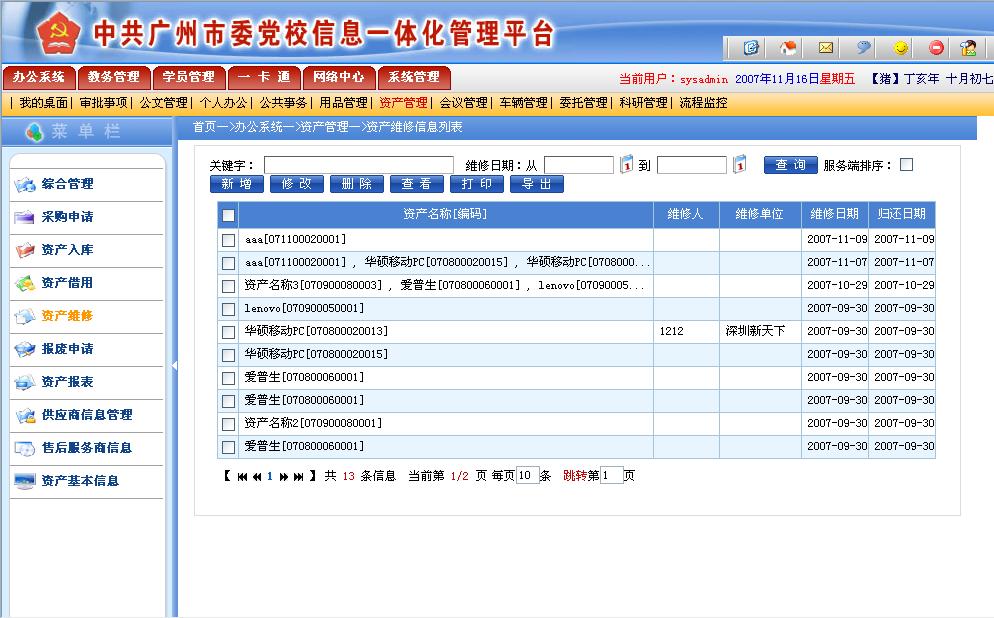 中共广州市委党校信息一体化管理平台
办公系统 教务管理 学员管理 一 卡 通 网络中心 系统管理 当前用户：sysadmin 2007年11月16日星期五 【猪】丁亥年 十月初七
| 我的桌面| 审批事项| 公文管理| 个人办公| 公共事务| 用品管理| 资产管理| 会议管理| 车辆管理| 委托管理| 科研管理| 流程监控
菜 单 栏
首页—>办公系统—>资产管理—>资产维修信息列表
综合管理
采购申请
资产入库
资产借用
资产维修
报废申请
资产报表
供应商信息管理
售后服务商信息
资产基本信息
关键字： 维修日期：从 到 查 询 服务端排序：
新 增 修 改 删 除 查 看 打 印 导 出
资产名称[编码] 维修人 维修单位 维修日期 归还日期
aaa[071100020001] 2007-11-09 2007-11-09
aaa[071100020001] , 华硕移动PC[070800020015] , 华硕移动PC[0708000... 2007-11-07 2007-11-07
资产名称3[070900080003] , 爱普生[070800060001] , lenovo[07090005... 2007-10-29 2007-10-29
lenovo[070900050001] 2007-09-30 2007-09-30
华硕移动PC[070800020013] 1212 深圳新天下 2007-09-30 2007-09-30
华硕移动PC[070800020015] 2007-09-30 2007-09-30
爱普生[070800060001] 2007-09-30 2007-09-30
爱普生[070800060001] 2007-09-30 2007-09-30
资产名称2[070900080001] 2007-09-30 2007-09-30
爱普生[070800060001] 2007-09-30 2007-09-30
【 1 】 共 13 条信息 当前第 1/2 页 每页10条 跳转第1页